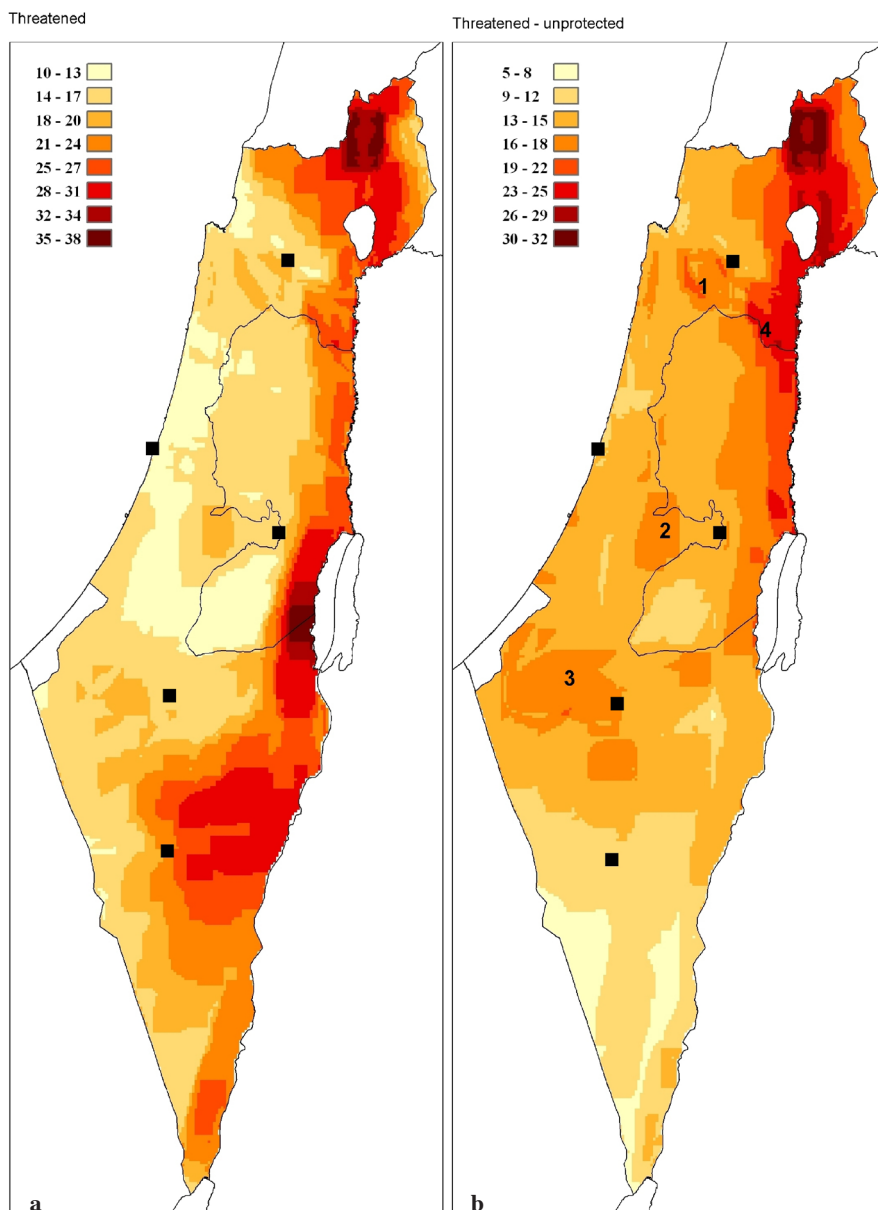 Threatened
10 - 13
14 - 17
18 - 20
21 - 24
25 - 27
28 - 31
32 - 34
35 - 38
a
Threatened - unprotected
5 - 8
9 - 12
13 - 15
16 - 18
19 - 22
23 - 25
26 - 29
30 - 32
1
4
2
3
b